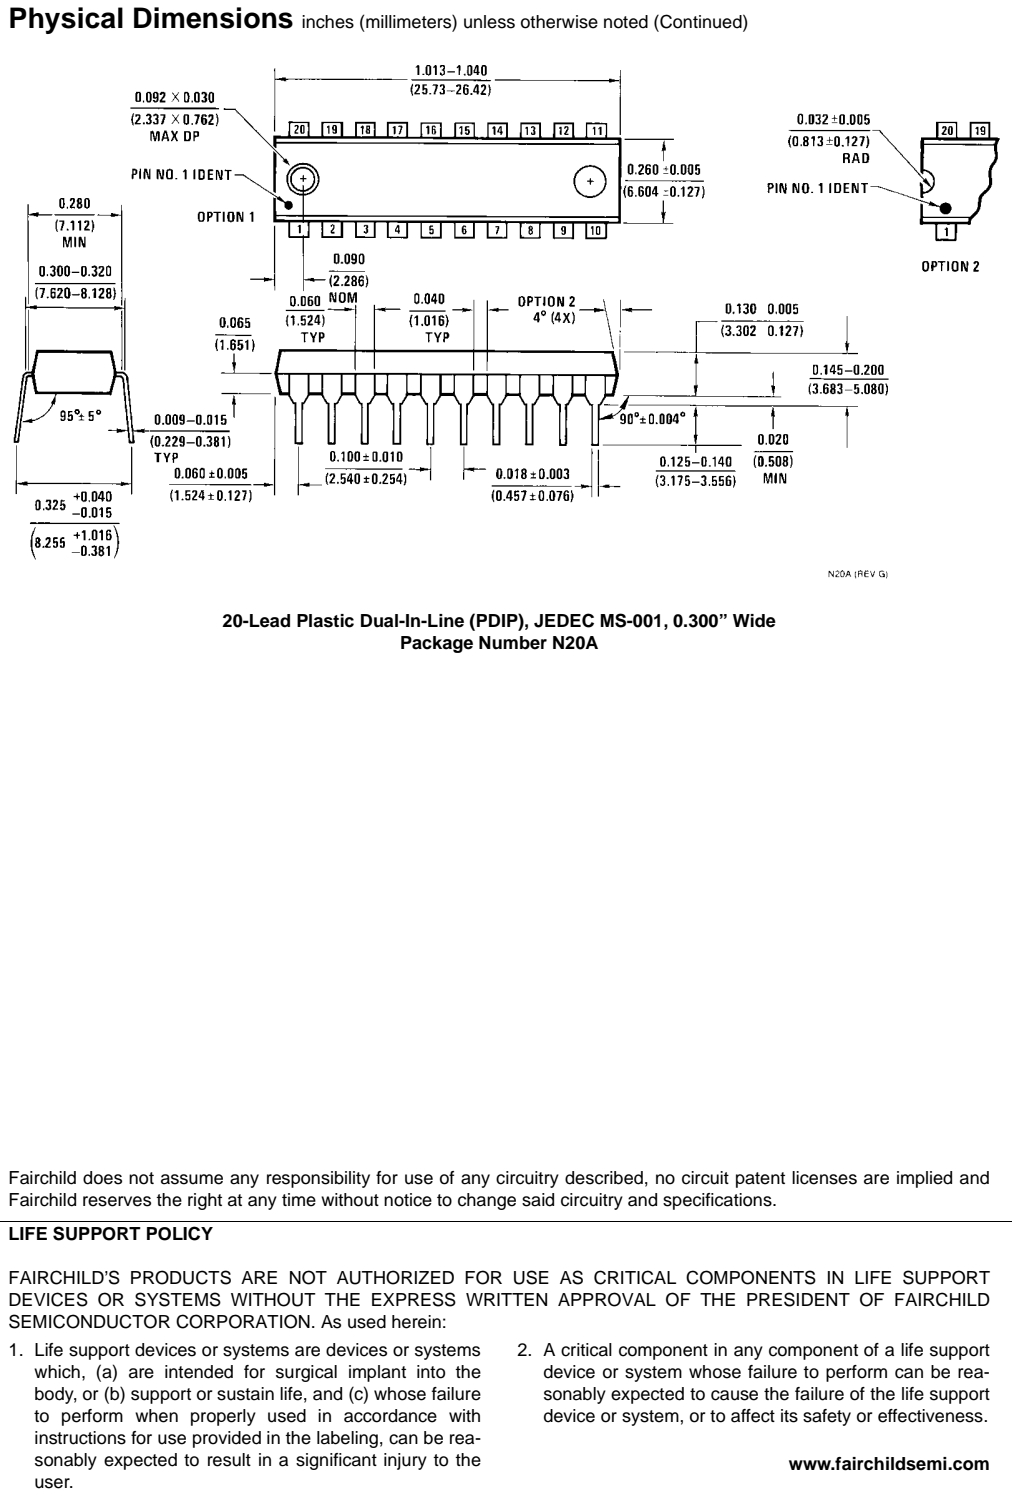 Physical Dimensions inches (millimeters) unless otherwise noted (Continued)
1.013–1.040
(25.73–26.42)
0.092 × 0.030
(2.337 × 0.762)
MAX DP
20 19 18 17 16 15 14 13 12 11
PIN NO. 1 IDENT
OPTION 1
1 2 3 4 5 6 7 8 9 10
0.260 ±0.005
(6.604 ±0.127)
0.032 ±0.005
(0.813 ±0.127)
RAD
20 19
PIN NO. 1 IDENT
1
OPTION 2
0.280
(7.112)
MIN
0.300–0.320
(7.620–8.128)
0.090
(2.286)
NOM
0.060
(1.524)
TYP
0.040
(1.016)
TYP
OPTION 2
4° (4X)
0.065
(1.651)
0.130 0.005
(3.302 0.127)
0.145–0.200
(3.683–5.080)
95°± 5°
0.009–0.015
(0.229–0.381)
TYP
90°±0.004°
0.020
(0.508)
MIN
0.125–0.140
(3.175–3.556)
0.100±0.010
(2.540±0.254)
0.018±0.003
(0.457±0.076)
0.060 ±0.005
(1.524 ±0.127)
0.325 +0.040
–0.015
(8.255 +1.016
–0.381)
N20A (REV G)
20-Lead Plastic Dual-In-Line (PDIP), JEDEC MS-001, 0.300” Wide
Package Number N20A
Fairchild does not assume any responsibility for use of any circuitry described, no circuit patent licenses are implied and
Fairchild reserves the right at any time without notice to change said circuitry and specifications.
LIFE SUPPORT POLICY
FAIRCHILD’S PRODUCTS ARE NOT AUTHORIZED FOR USE AS CRITICAL COMPONENTS IN LIFE SUPPORT
DEVICES OR SYSTEMS WITHOUT THE EXPRESS WRITTEN APPROVAL OF THE PRESIDENT OF FAIRCHILD
SEMICONDUCTOR CORPORATION. As used herein:
1. Life support devices or systems are devices or systems
which, (a) are intended for surgical implant into the
body, or (b) support or sustain life, and (c) whose failure
to perform when properly used in accordance with
instructions for use provided in the labeling, can be rea-
sonably expected to result in a significant injury to the
user.
2. A critical component in any component of a life support
device or system whose failure to perform can be rea-
sonably expected to cause the failure of the life support
device or system, or to affect its safety or effectiveness.
www.fairchildsemi.com